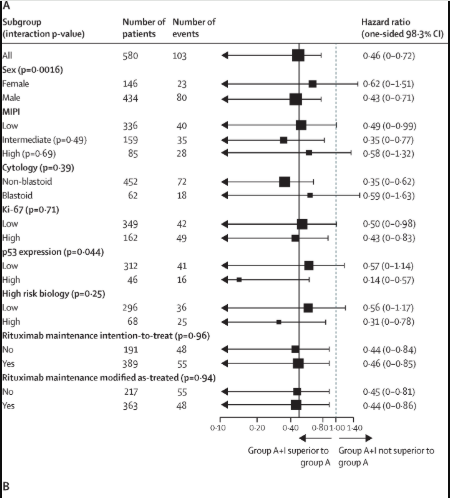 A
Subgroup Number of Number of Hazard ratio
(interaction p-value) patients events (one-sided 98·3% CI)
All 580 103 0·46 (0–0·72)
Sex (p=0·0016)
Female 146 23 0·62 (0–1·51)
Male 434 80 0·43 (0–0·71)
MIPI
Low 336 40 0·49 (0–0·99)
Intermediate (p=0·49) 159 35 0·35 (0–0·77)
High (p=0·69) 85 28 0·58 (0–1·32)
Cytology (p=0·39)
Non-blastoid 452 72 0·35 (0–0·62)
Blastoid 62 18 0·59 (0–1·63)
Ki-67 (p=0·71)
Low 349 42 0·50 (0–0·98)
High 162 49 0·43 (0–0·83)
p53 expression (p=0·044)
Low 312 41 0·57 (0–1·14)
High 46 16 0·14 (0–0·57)
High risk biology (p=0·25)
Low 296 36 0·56 (0–1·17)
High 68 25 0·31 (0–0·78)
Rituximab maintenance intention-to-treat (p=0·96)
No 191 48 0·44 (0–0·84)
Yes 389 55 0·46 (0–0·85)
Rituximab maintenance modified as-treated (p=0·94)
No 217 55 0·45 (0–0·81)
Yes 363 48 0·44 (0–0·86)
0·10 0·20 0·40 0·80 1·00 1·40
Group A+I superior to Group A+I not superior to
group A group A
B